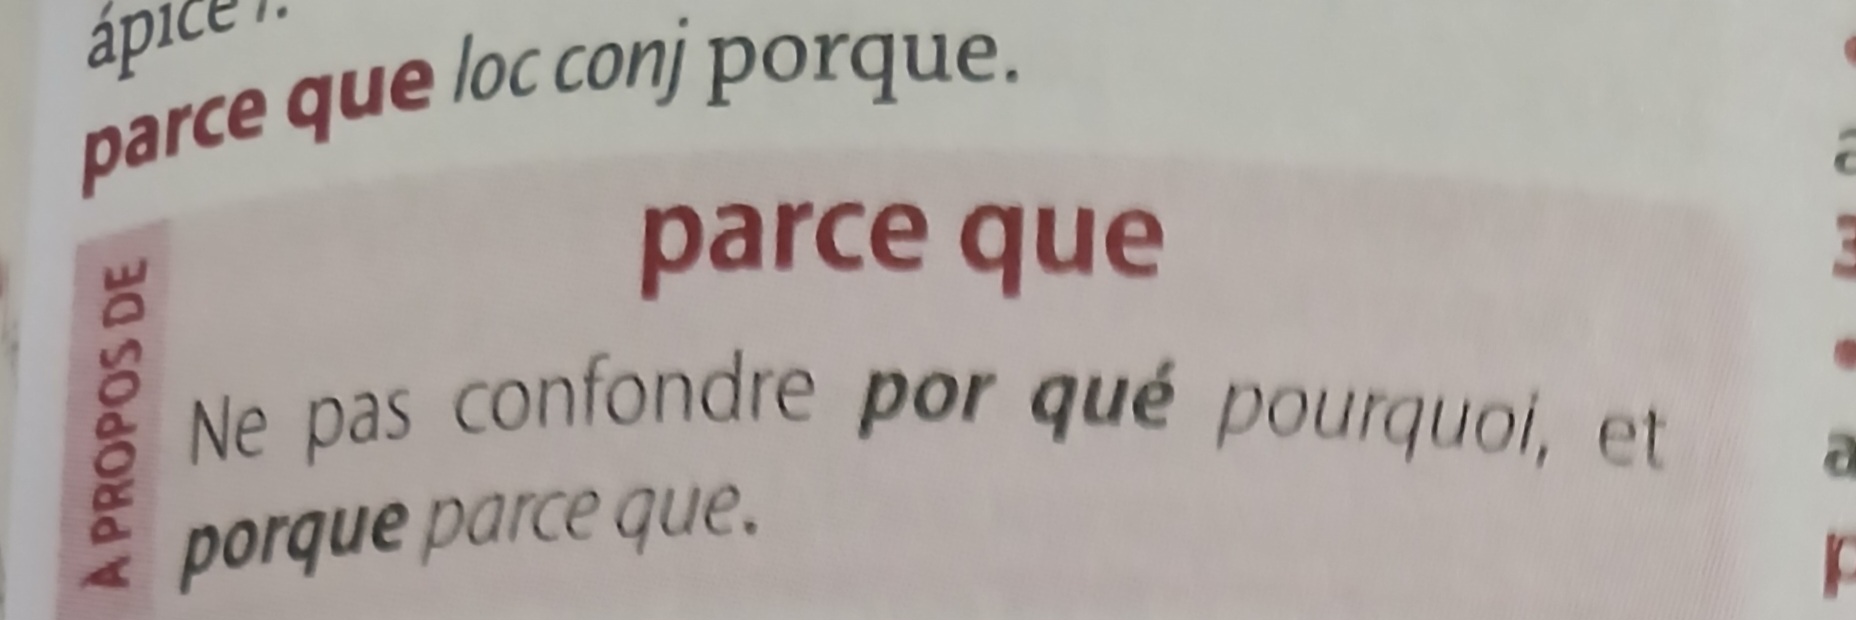 ápice
parce que loc conj porque.
parce que
À PROPOS DE
Ne pas confondre por qué pourquoi, et
porque parce que.